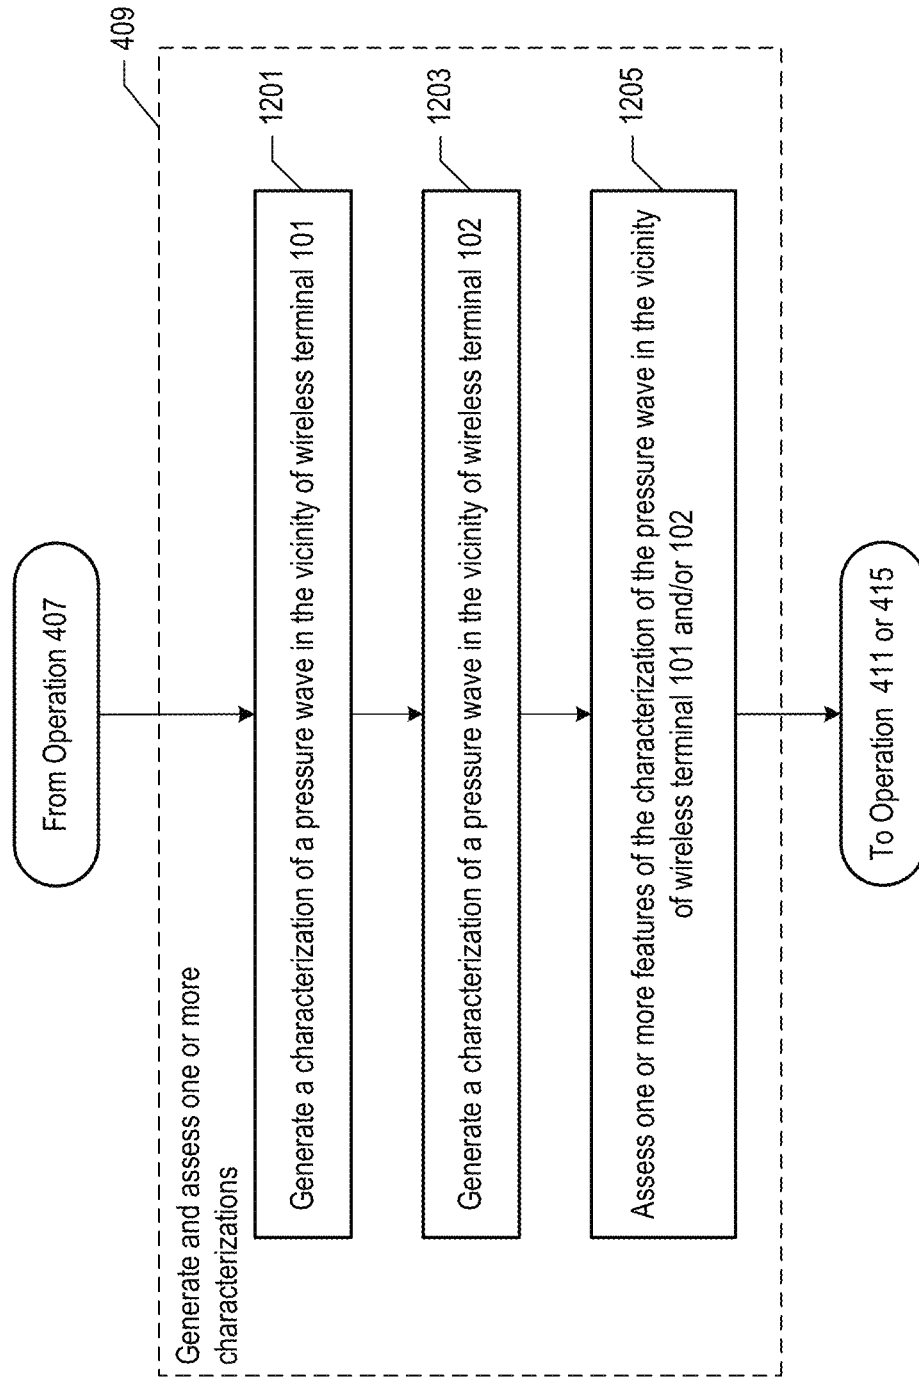 From Operation 407
409
Generate and assess one or more
characterizations
1201
Generate a characterization of a pressure wave in the vicinity of wireless terminal 101
1203
Generate a characterization of a pressure wave in the vicinity of wireless terminal 102
1205
Assess one or more features of the characterization of the pressure wave in the vicinity
of wireless terminal 101 and/or 102
To Operation 411 or 415